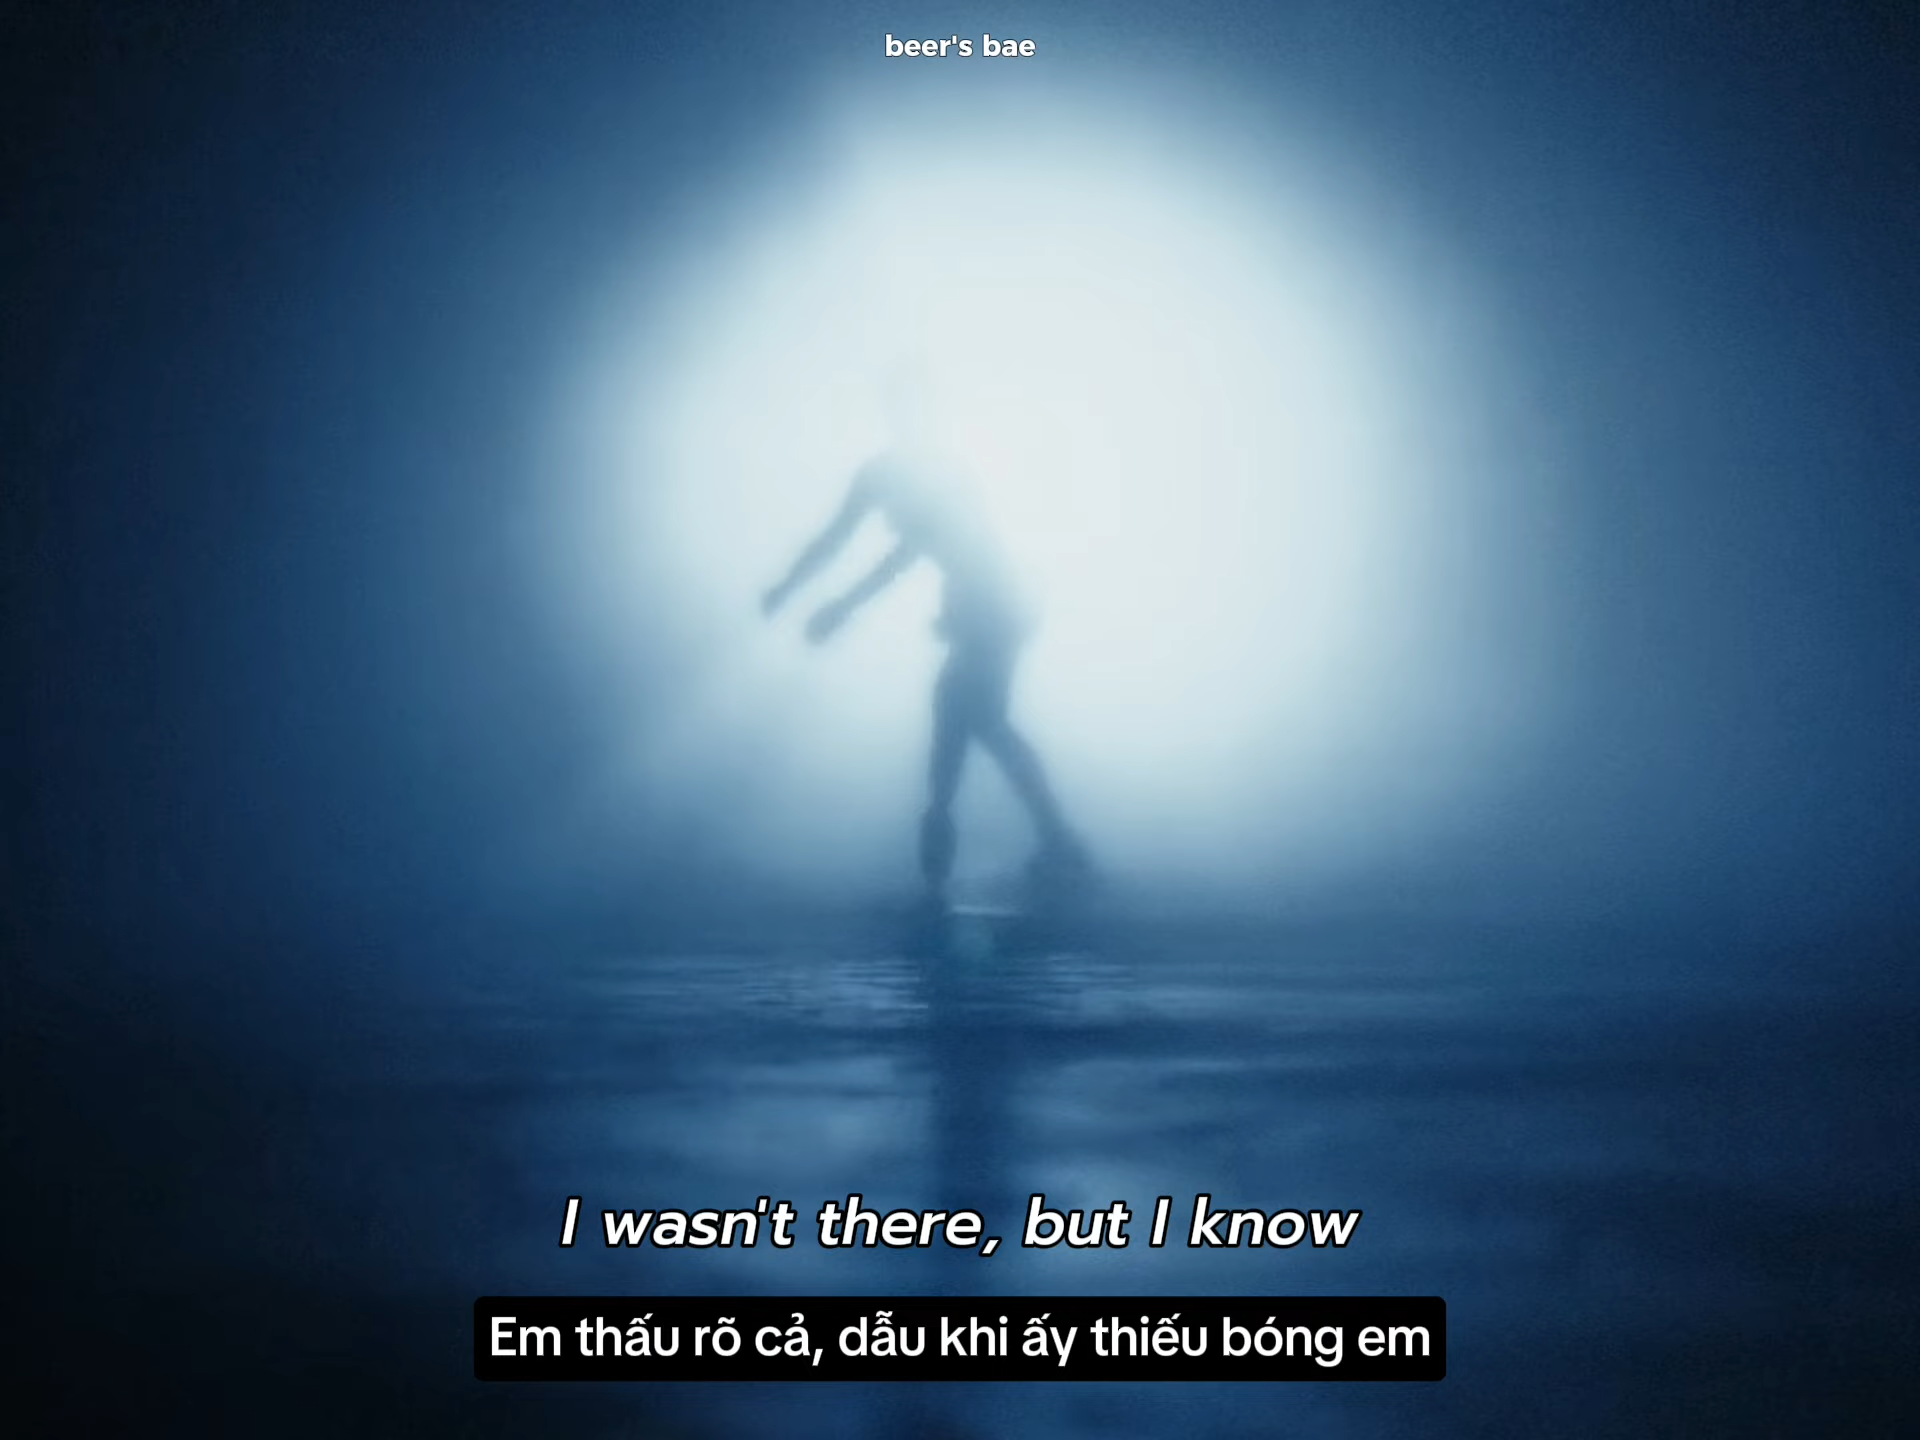 beer's bae
I wasn't there, but I know
Em thấu rõ cả, dẫu khi ấy thiếu bóng em